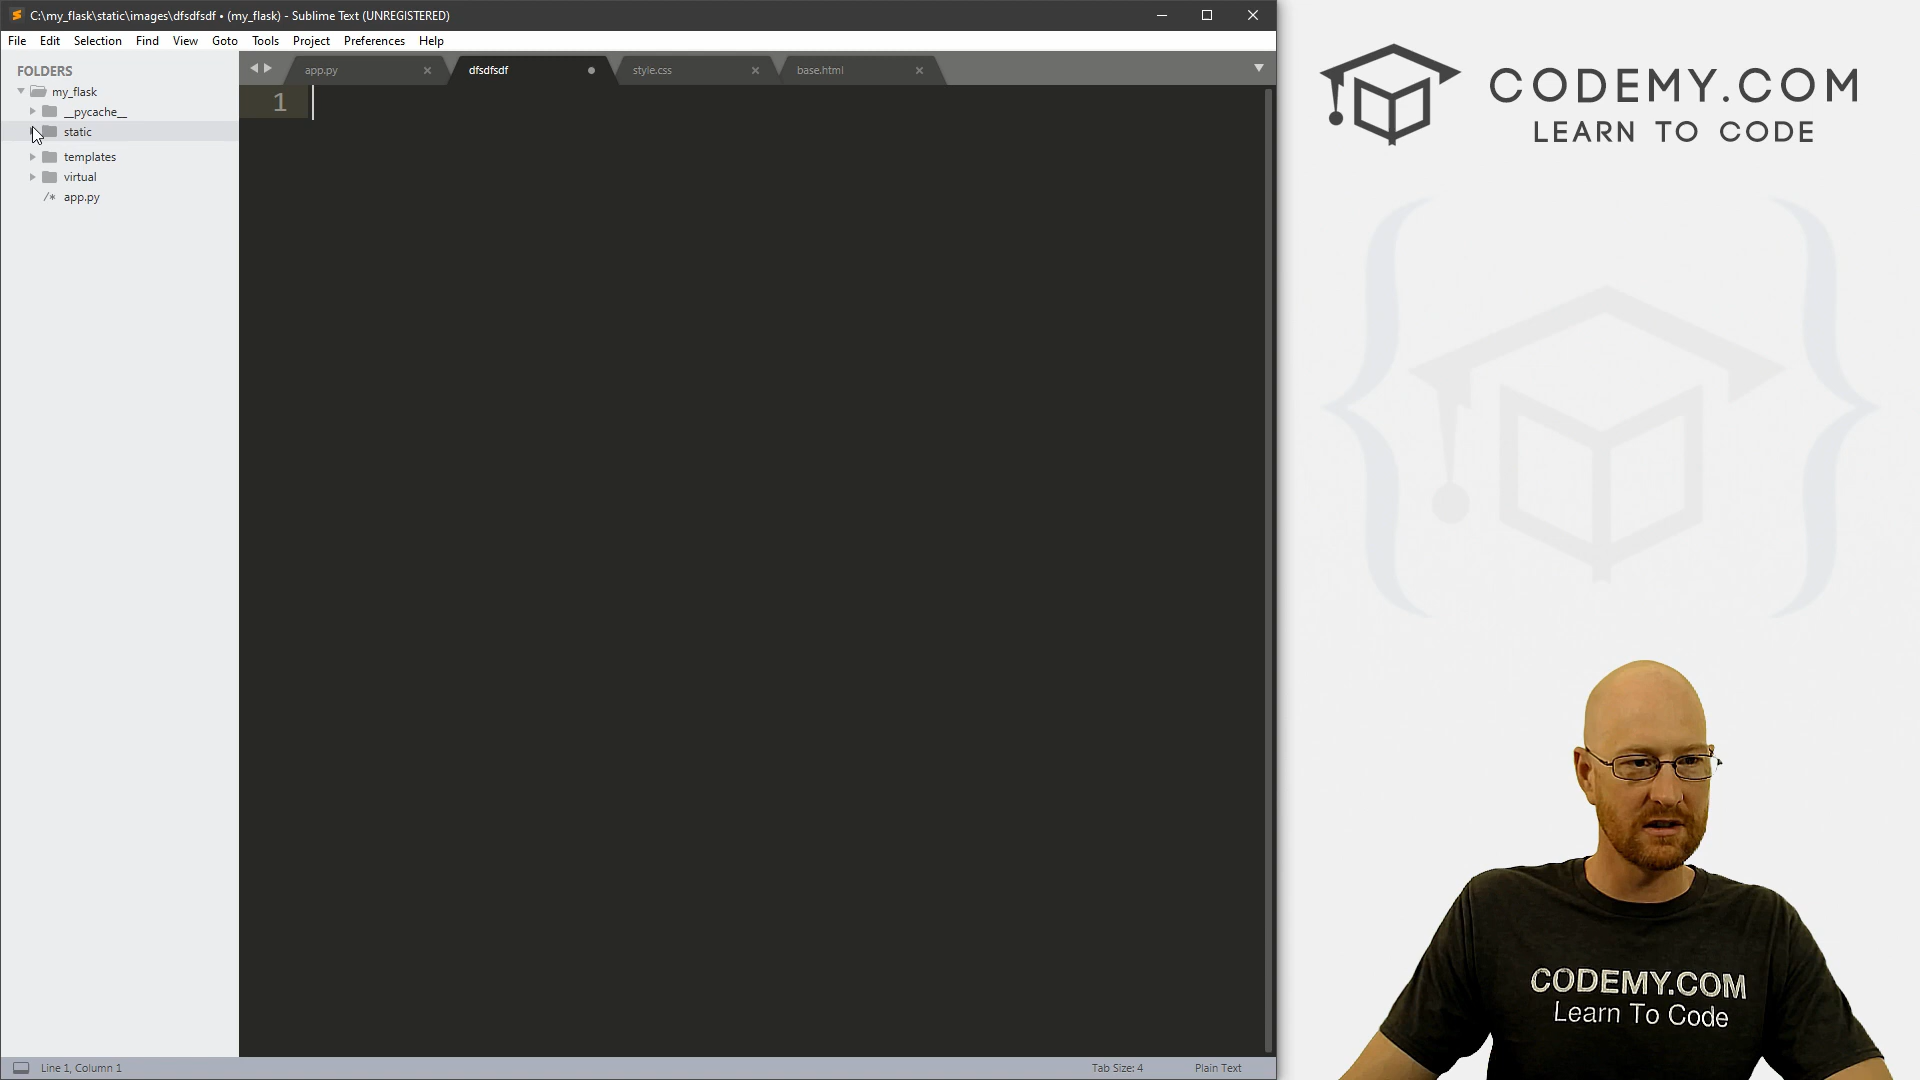 C:\my_flask\static\images\dfsdfsdf • (my_flask) - Sublime Text (UNREGISTERED)
File Edit Selection Find View Goto Tools Project Preferences Help
FOLDERS
my_flask
__pycache__
static
templates
virtual
/* app.py
app.py
dfsdfsdf
style.css
base.html
1
Line 1, Column 1
Tab Size: 4
Plain Text
CODEMY.COM
LEARN TO CODE
CODEMY.COM
Learn To Code